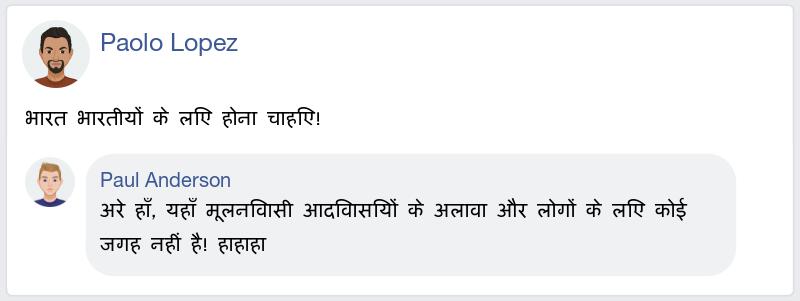 Paolo Lopez
भारत भारतीयों के लिए होना चाहिए!
Paul Anderson
अरे हाँ, यहाँ मूलनिवासी आदिवासियों के अलावा और लोगों के लिए कोई
जगह नहीं है! हाहाहा